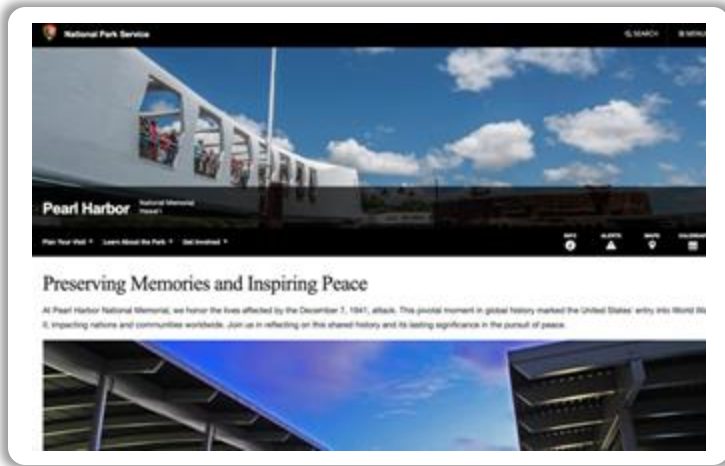 National Park Service
SEARCH
MENU
Pearl Harbor
National Memorial
Hawaiʻi
Plan Your Visit
Learn About the Park
Get Involved
INFO
ALERTS
MAPS
CALENDAR
Preserving Memories and Inspiring Peace
At Pearl Harbor National Memorial, we honor the lives affected by the December 7, 1941, attack. This pivotal moment in global history marked the United States' entry into World Wa
II, impacting nations and communities worldwide. Join us in reflecting on this shared history and its lasting significance in the pursuit of peace.